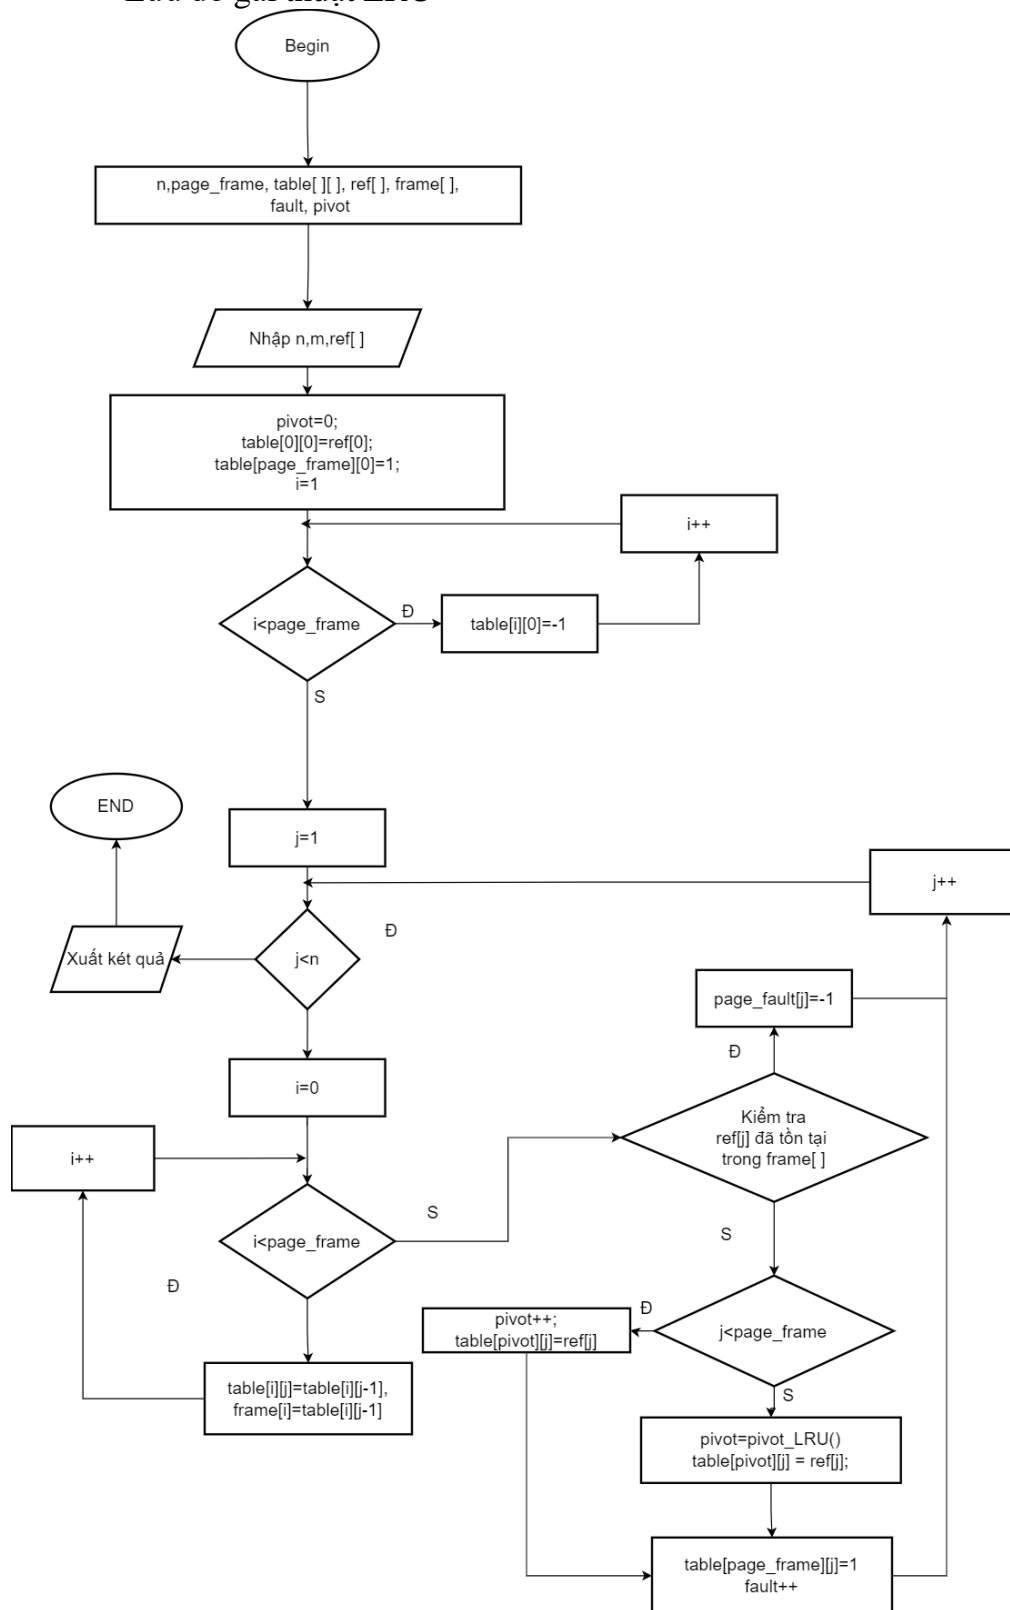 Begin
n,page_frame, table[ ][ ], ref[ ], frame[ ],
fault, pivot
Nhập n,m,ref[ ]
pivot=0;
table[0][0]=ref[0];
table[page_frame][0]=1;
i=1
i++
i<page_frame
Đ
table[i][0]=-1
S
END
j=1
j++
Đ
j<n
Xuất két quả
page_fault[j]=-1
Đ
i=0
Kiểm tra
ref[j] đã tồn tại
trong frame[ ]
i++
S
i<page_frame
S
Đ
Đ
pivot++;
table[pivot][j]=ref[j]
j<page_frame
S
table[i][j]=table[i][j-1],
frame[i]=table[i][j-1]
pivot=pivot_LRU()
table[pivot][j] = ref[j];
table[page_frame][j]=1
fault++